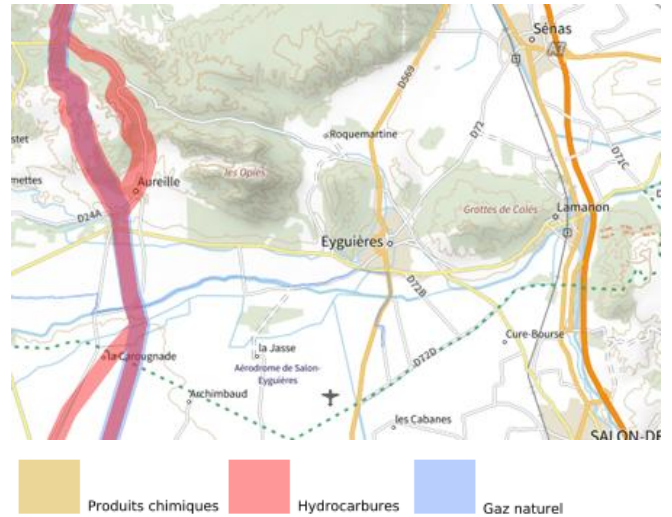 Sénas
A7
D569
D72
D71C
Roquemartine
les Opies
Aureille
D24A
Grottes de Calès
Lamanon
Eyguières
D72B
la Carougnade
la Jasse
Aérodrome de Salon-
Eyguières
Cure-Bourse
D72D
Archimbaud
les Cabanes
SALON-DE
Produits chimiques
Hydrocarbures
Gaz naturel